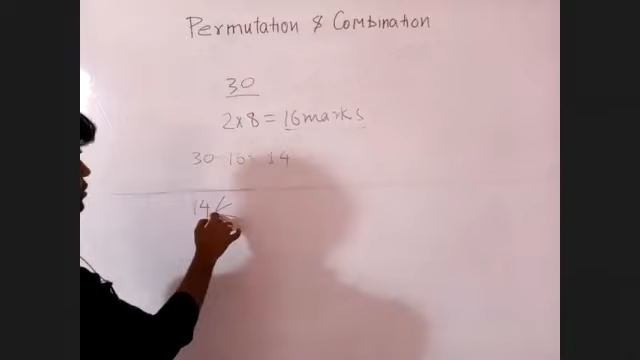 Permutation & Combination
30
2×8 = 16 marks
30-16= 14
14<